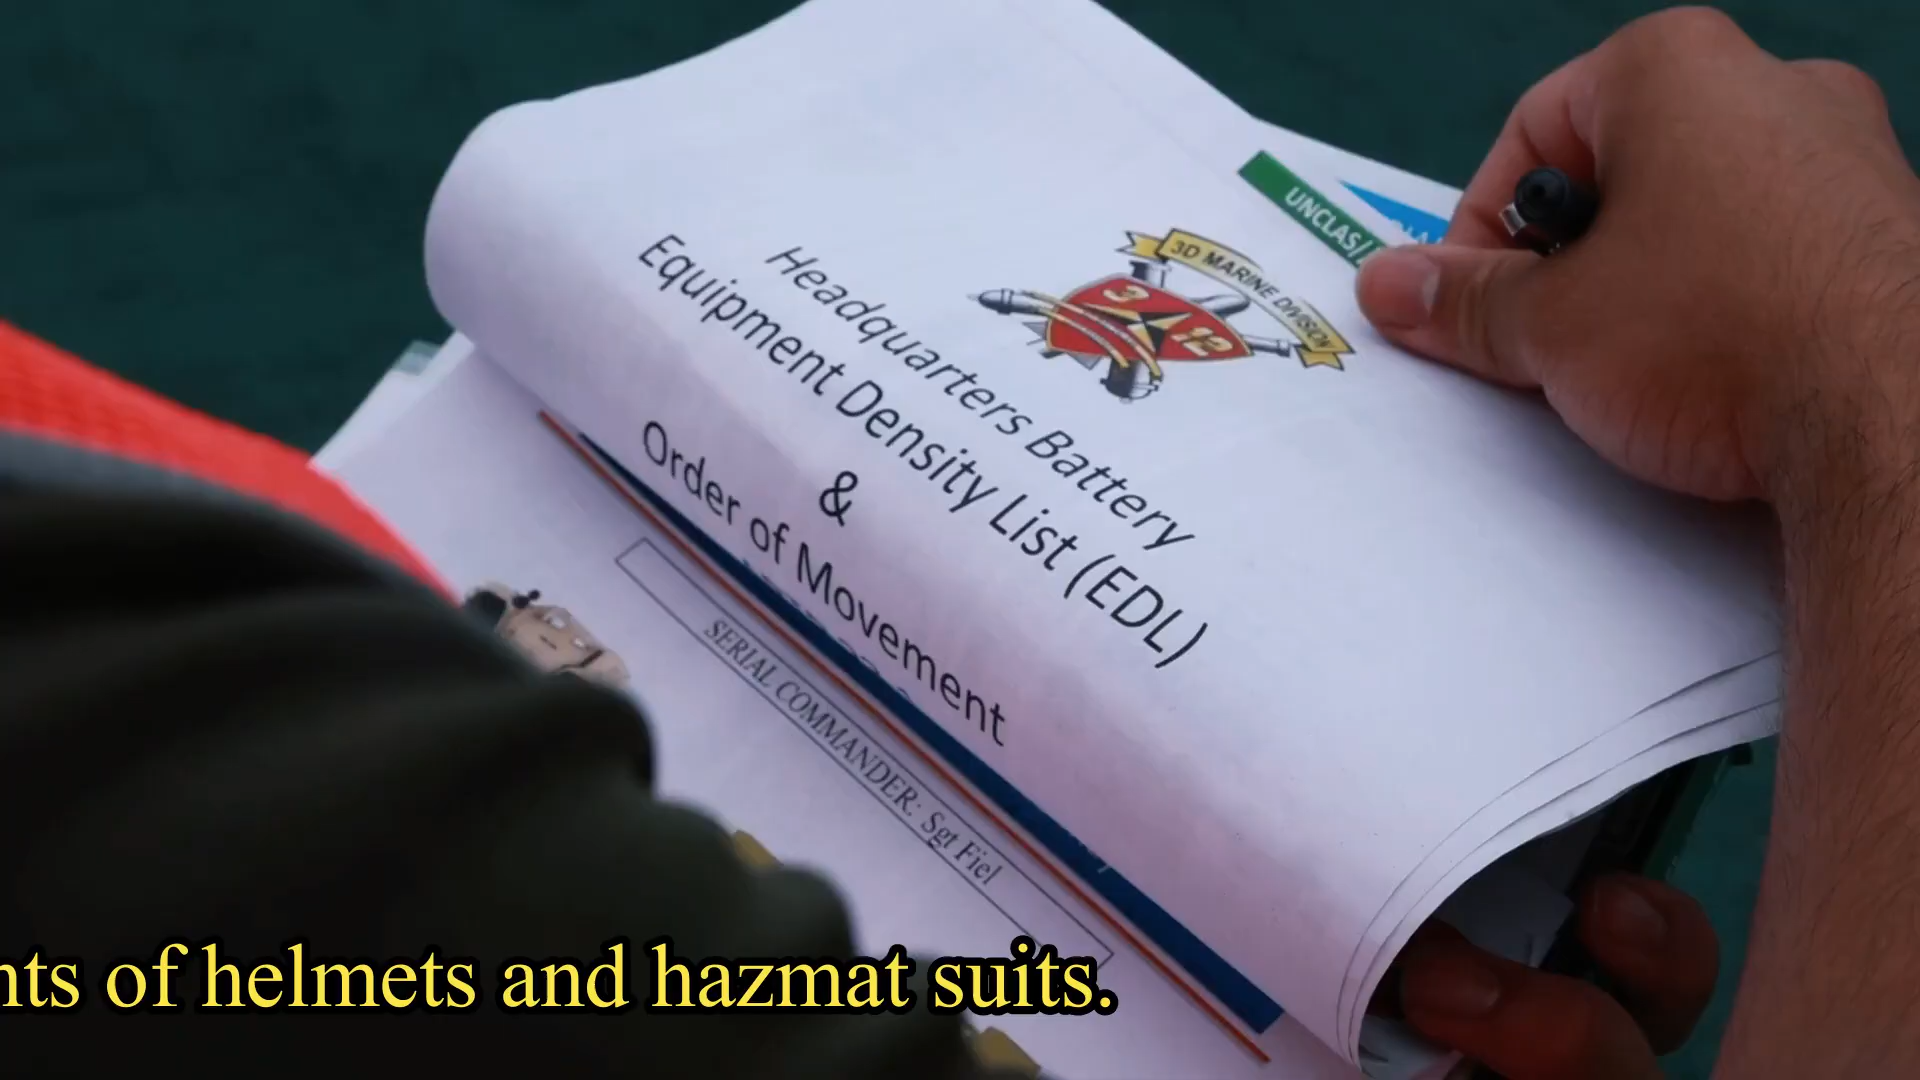 UNCLAS/
3D MARINE DIVISION
3 12
Headquarters Battery
Equipment Density List (EDL)
&
Order of Movement
SERIAL COMMANDER: Sgt Fiel
nts of helmets and hazmat suits.